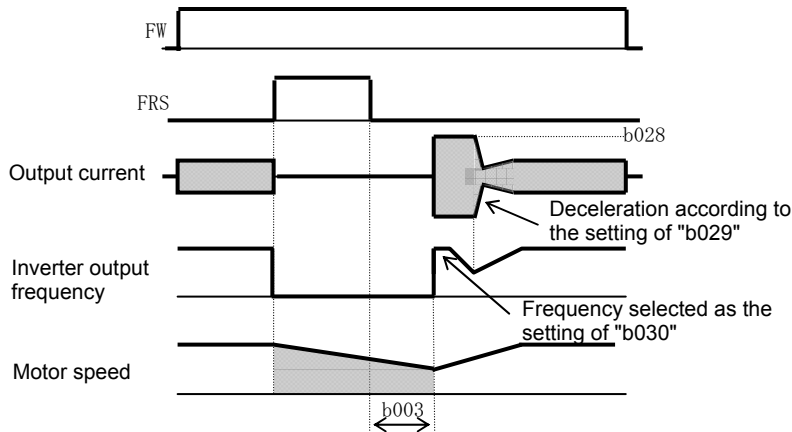 FW
FRS
b028
Output current
Deceleration according to
the setting of "b029"
Inverter output
frequency
Frequency selected as the
setting of "b030"
Motor speed
b003